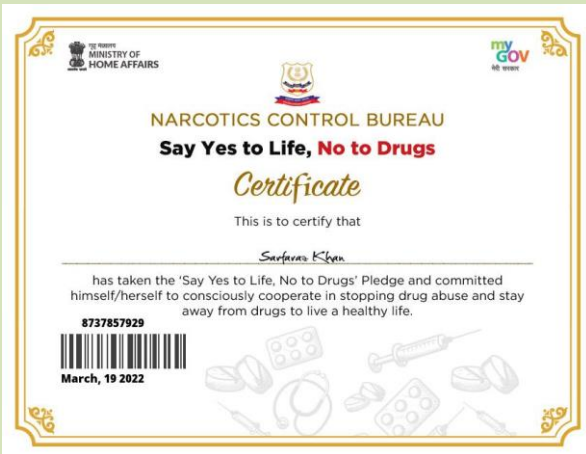 गृह मंत्रालय
MINISTRY OF
HOME AFFAIRS
my
GOV
मेरी सरकार
NARCOTICS CONTROL BUREAU
Say Yes to Life, No to Drugs
Certificate
This is to certify that
Sarfaraz Khan
has taken the 'Say Yes to Life, No to Drugs' Pledge and committed
himself/herself to consciously cooperate in stopping drug abuse and stay
away from drugs to live a healthy life.
8737857929
March, 19 2022